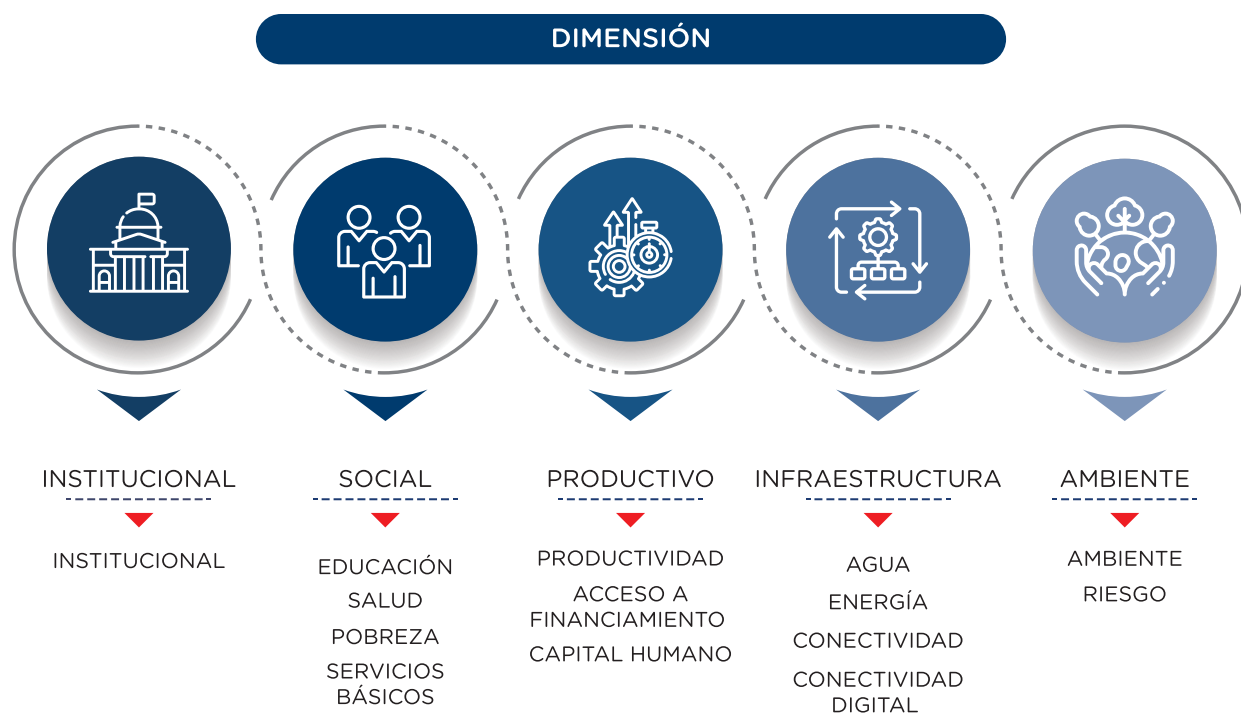 DIMENSIÓN
INSTITUCIONAL
INSTITUCIONAL
SOCIAL
EDUCACIÓN
SALUD
POBREZA
SERVICIOS
BÁSICOS
PRODUCTIVO
PRODUCTIVIDAD
ACCESO A
FINANCIAMIENTO
CAPITAL HUMANO
INFRAESTRUCTURA
AGUA
ENERGÍA
CONECTIVIDAD
CONECTIVIDAD
DIGITAL
AMBIENTE
AMBIENTE
RIESGO